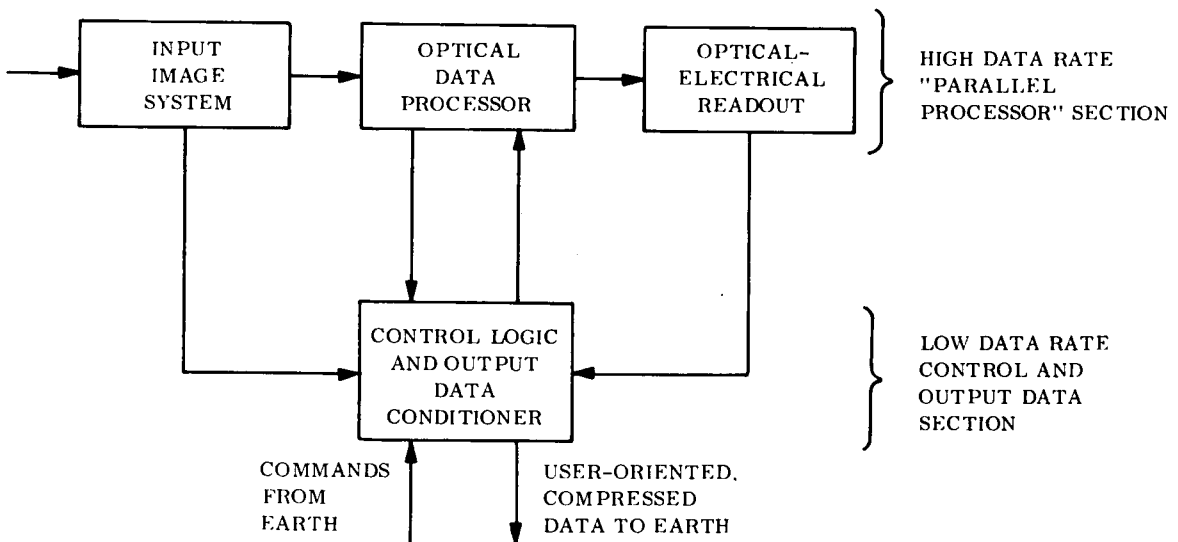 INPUT
IMAGE
SYSTEM
OPTICAL
DATA
PROCESSOR
OPTICAL-
ELECTRICAL
READOUT
HIGH DATA RATE
"PARALLEL
PROCESSOR" SECTION
CONTROL LOGIC
AND OUTPUT
DATA
CONDITIONER
LOW DATA RATE
CONTROL AND
OUTPUT DATA
SECTION
COMMANDS
FROM
EARTH
USER-ORIENTED,
COMPRESSED
DATA TO EARTH